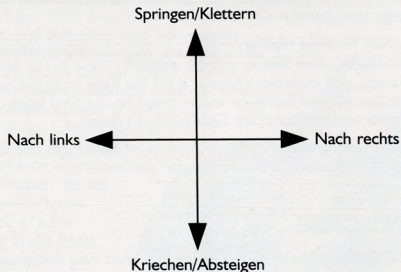 Springen/Klettern
Nach links
Nach rechts
Kriechen/Absteigen